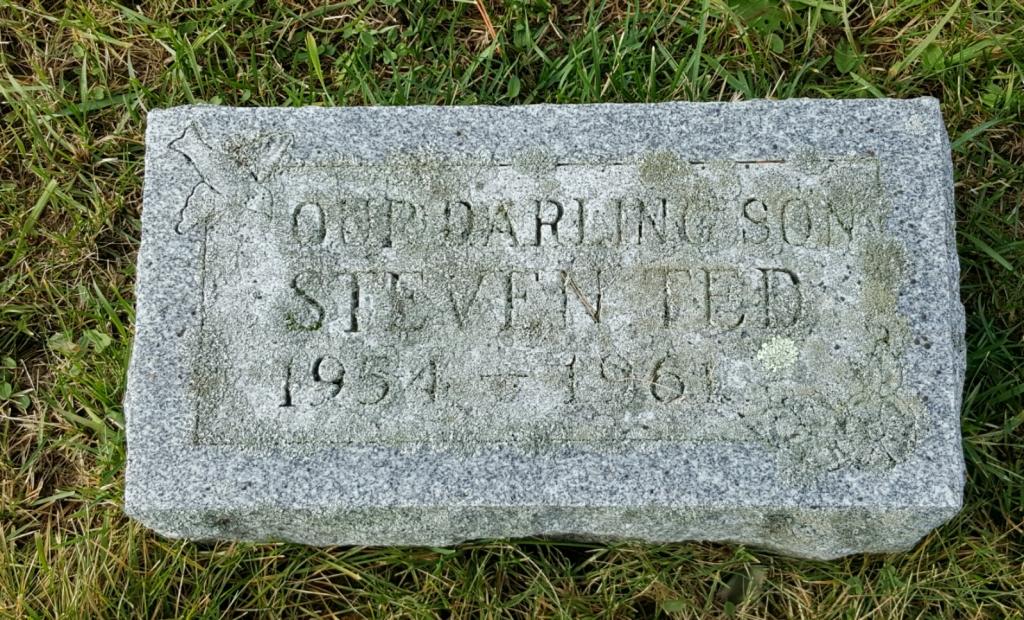 OUR DARLING SON
STEVEN TED
1954 - 1961